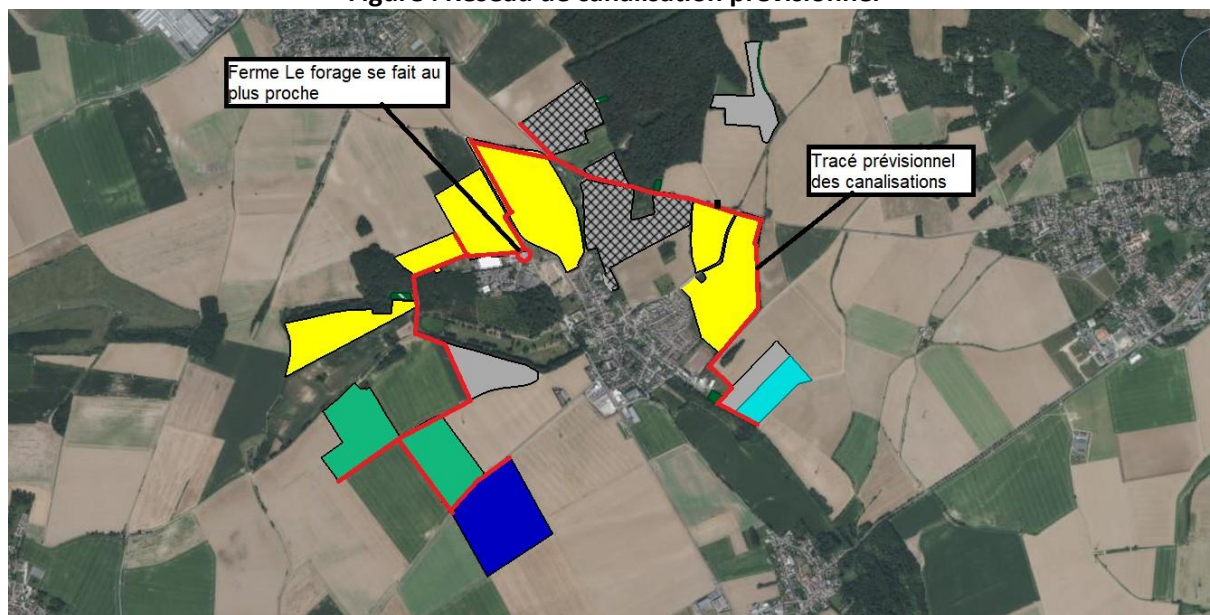 Figure : Réseau de canalisation prévisionnel
Ferme Le forage se fait au
plus proche
Tracé prévisionnel
des canalisations